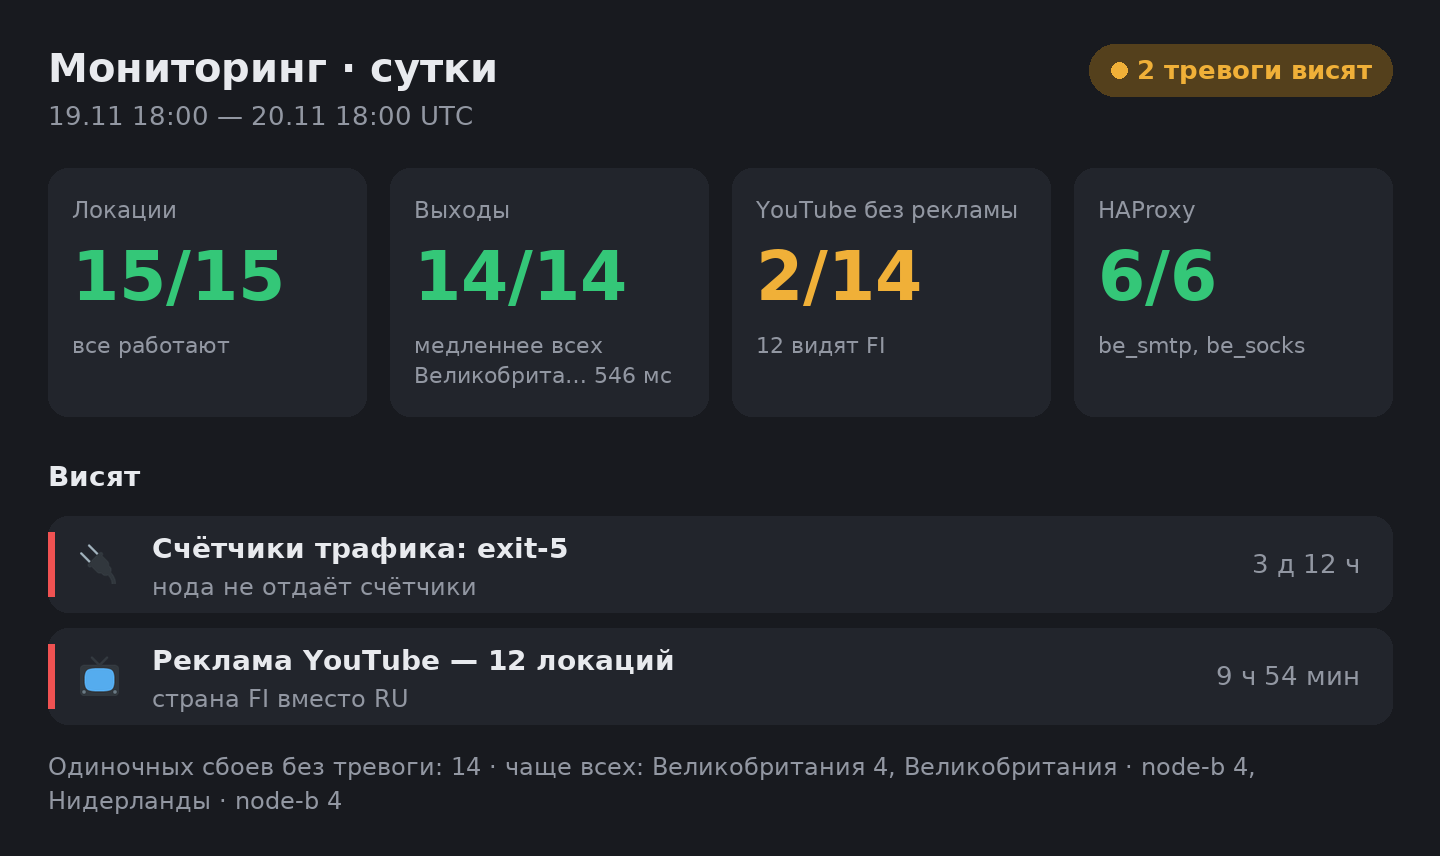 Мониторинг · сутки
2 тревоги висят
19.11 18:00 — 20.11 18:00 UTC
Локации
15/15
все работают
Выходы
14/14
медленнее всех
Великобрита... 546 мс
YouTube без рекламы
2/14
12 видят FI
HAProxy
6/6
be_smtp, be_socks
Висят
Счётчики трафика: exit-5
нода не отдаёт счётчики
3 д 12 ч
Реклама YouTube — 12 локаций
страна FI вместо RU
9 ч 54 мин
Одиночных сбоев без тревоги: 14 · чаще всех: Великобритания 4, Великобритания · node-b 4,
Нидерланды · node-b 4